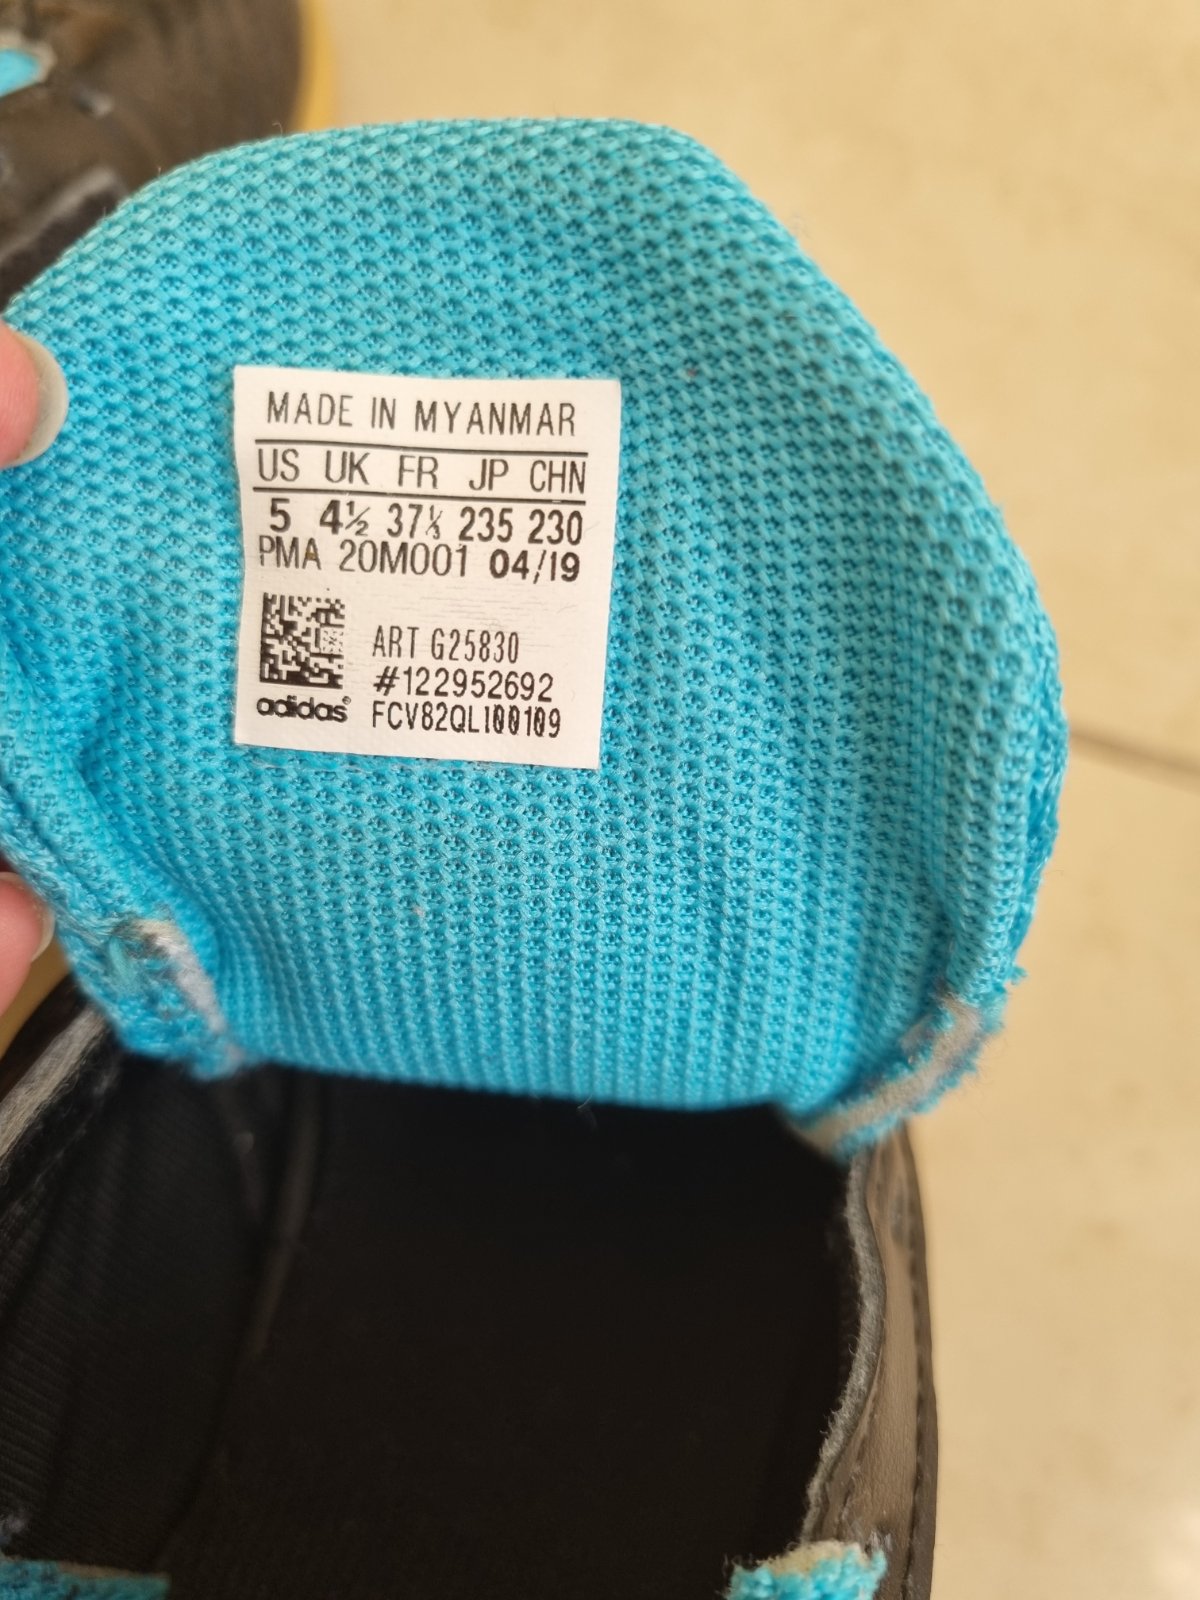 MADE IN MYANMAR
US UK FR JP CHN
5 4½ 37⅓ 235 230
PMA 20M001 04/19
ART G25830
#122952692
adidas® FCV82QLI00109